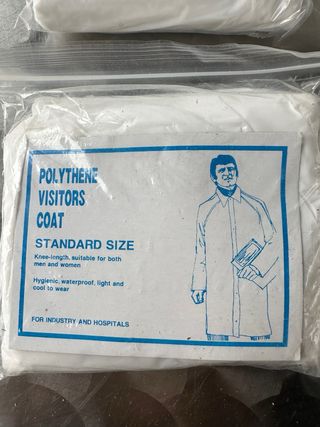 POLYTHENE
VISITORS
COAT
STANDARD SIZE
Knee-length, suitable for both
men and women
Hygienic, waterproof, light and
cool to wear
FOR INDUSTRY AND HOSPITALS